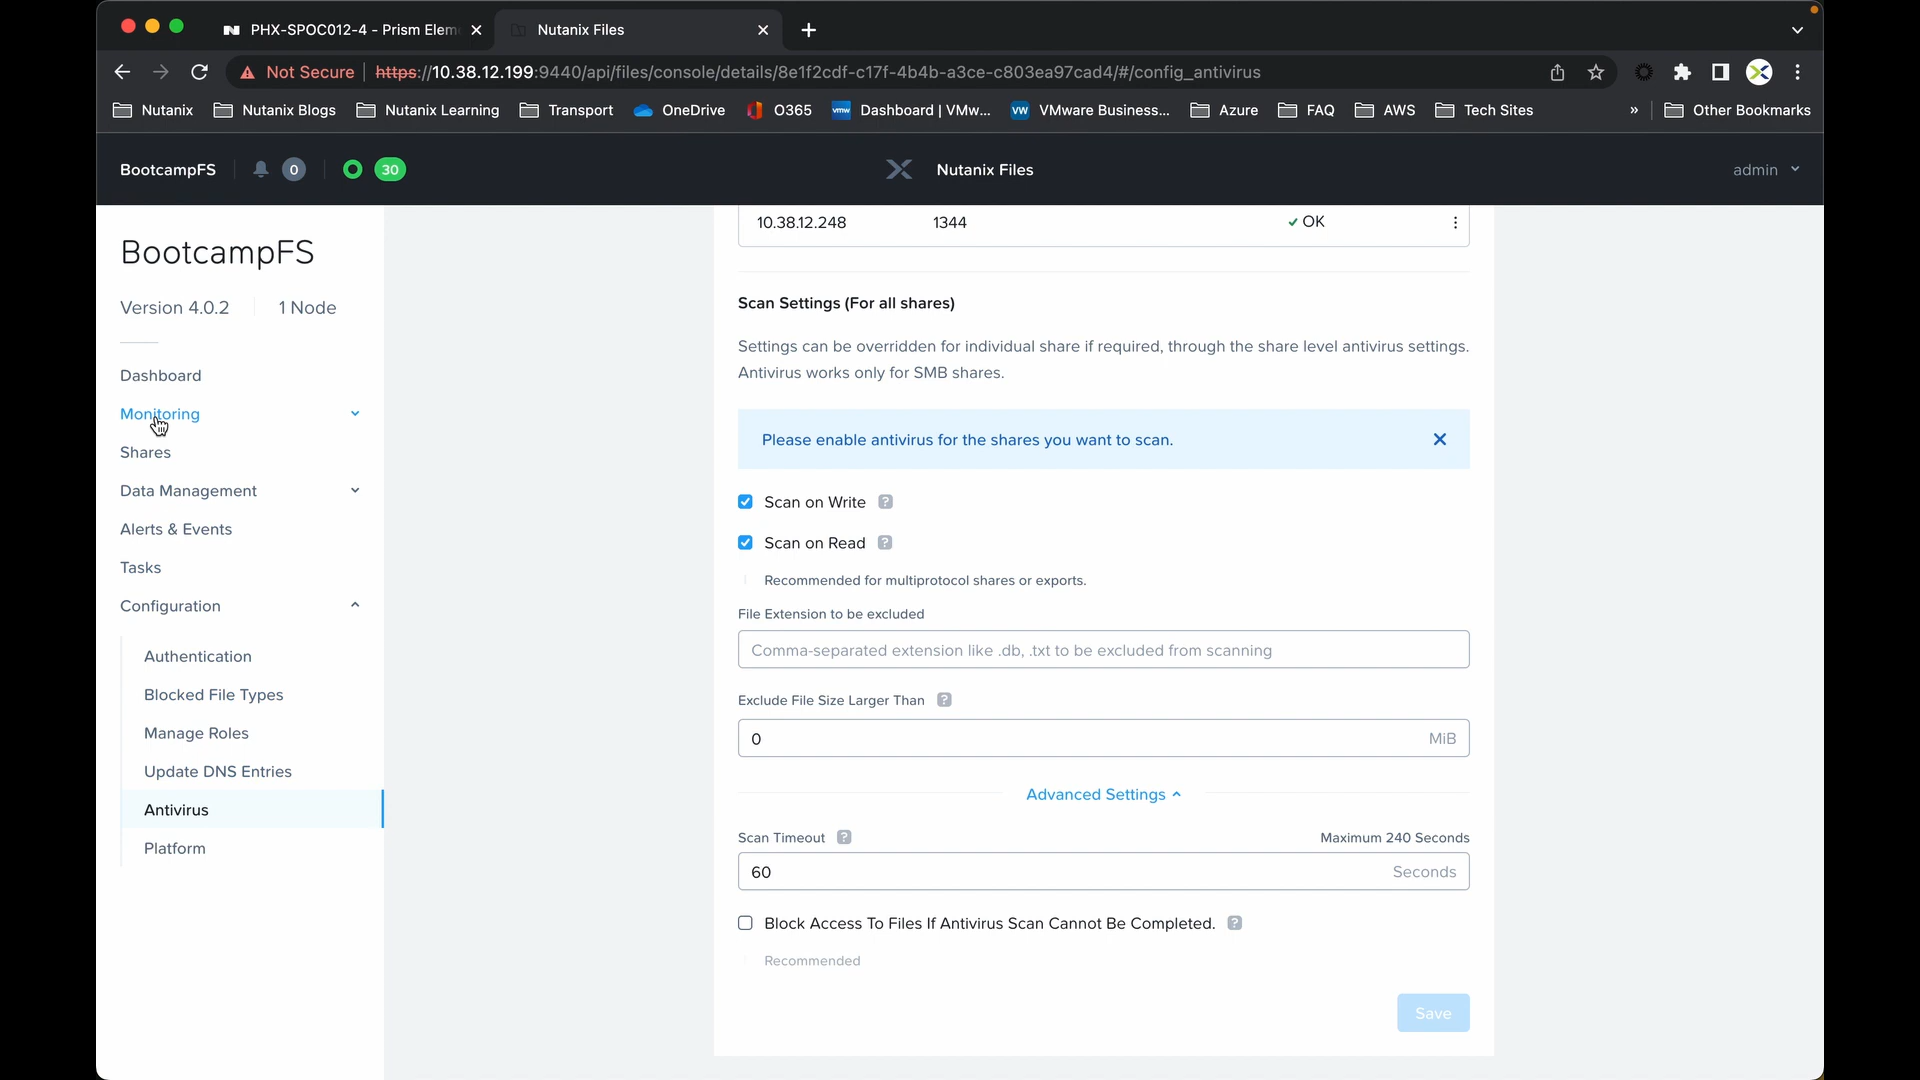 PHX-SPOC012-4 - Prism Elem
Nutanix Files
Not Secure
https://10.38.12.199:9440/api/files/console/details/8e1f2cdf-c17f-4b4b-a3ce-c803ea97cad4/#/config_antivirus
Nutanix
Nutanix Blogs
Nutanix Learning
Transport
OneDrive
O365
vmw
Dashboard | VMw...
VW
VMware Business...
Azure
FAQ
AWS
Tech Sites
»
Other Bookmarks
BootcampFS
0
30
Nutanix Files
admin
BootcampFS
Version 4.0.2
1 Node
Dashboard
Monitoring
Shares
Data Management
Alerts & Events
Tasks
Configuration
Authentication
Blocked File Types
Manage Roles
Update DNS Entries
Antivirus
Platform
10.38.12.248 1344 OK
Scan Settings (For all shares)
Settings can be overridden for individual share if required, through the share level antivirus settings.
Antivirus works only for SMB shares.
Please enable antivirus for the shares you want to scan.
Scan on Write ?
Scan on Read ?
Recommended for multiprotocol shares or exports.
File Extension to be excluded
Comma-separated extension like .db, .txt to be excluded from scanning
Exclude File Size Larger Than ?
0 MiB
Advanced Settings
Scan Timeout ? Maximum 240 Seconds
60 Seconds
Block Access To Files If Antivirus Scan Cannot Be Completed. ?
Recommended
Save